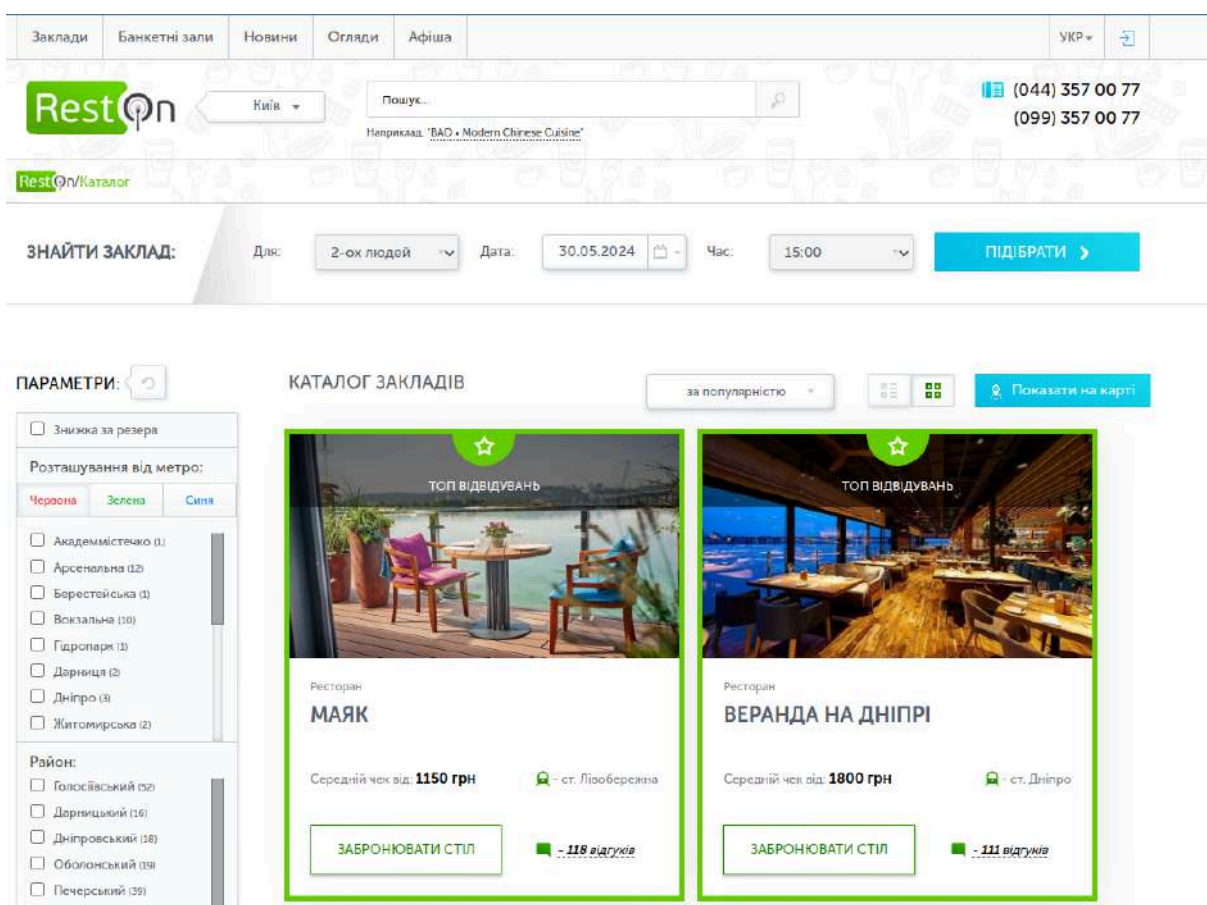 Заклади Банкетні зали Новини Огляди Афіша УКР
RestOn Київ Пошук... (044) 357 00 77
Наприклад: "BAO • Modern Chinese Cuisine" (099) 357 00 77
RestOn/Каталог
ЗНАЙТИ ЗАКЛАД: Для: 2-ох людей Дата: 30.05.2024 Час: 15:00 ПІДІБРАТИ
ПАРАМЕТРИ:
Знижка за резерв
Розташування від метро:
Червона Зелена Синя
Академмістечко (1)
Арсенальна (12)
Берестейська (1)
Вокзальна (10)
Гідропарк (1)
Дарниця (2)
Дніпро (3)
Житомирська (2)
Район:
Голосіївський (52)
Дарницький (16)
Дніпровський (18)
Оболонський (19)
Печерський (39)
КАТАЛОГ ЗАКЛАДІВ за популярністю Показати на карті
ТОП ВІДВІДУВАНЬ
Ресторан
МАЯК
Середній чек від: 1150 грн - ст. Лівобережна
ЗАБРОНЮВАТИ СТІЛ - 118 відгуків
ТОП ВІДВІДУВАНЬ
Ресторан
ВЕРАНДА НА ДНІПРІ
Середній чек від: 1800 грн - ст. Дніпро
ЗАБРОНЮВАТИ СТІЛ - 111 відгуків